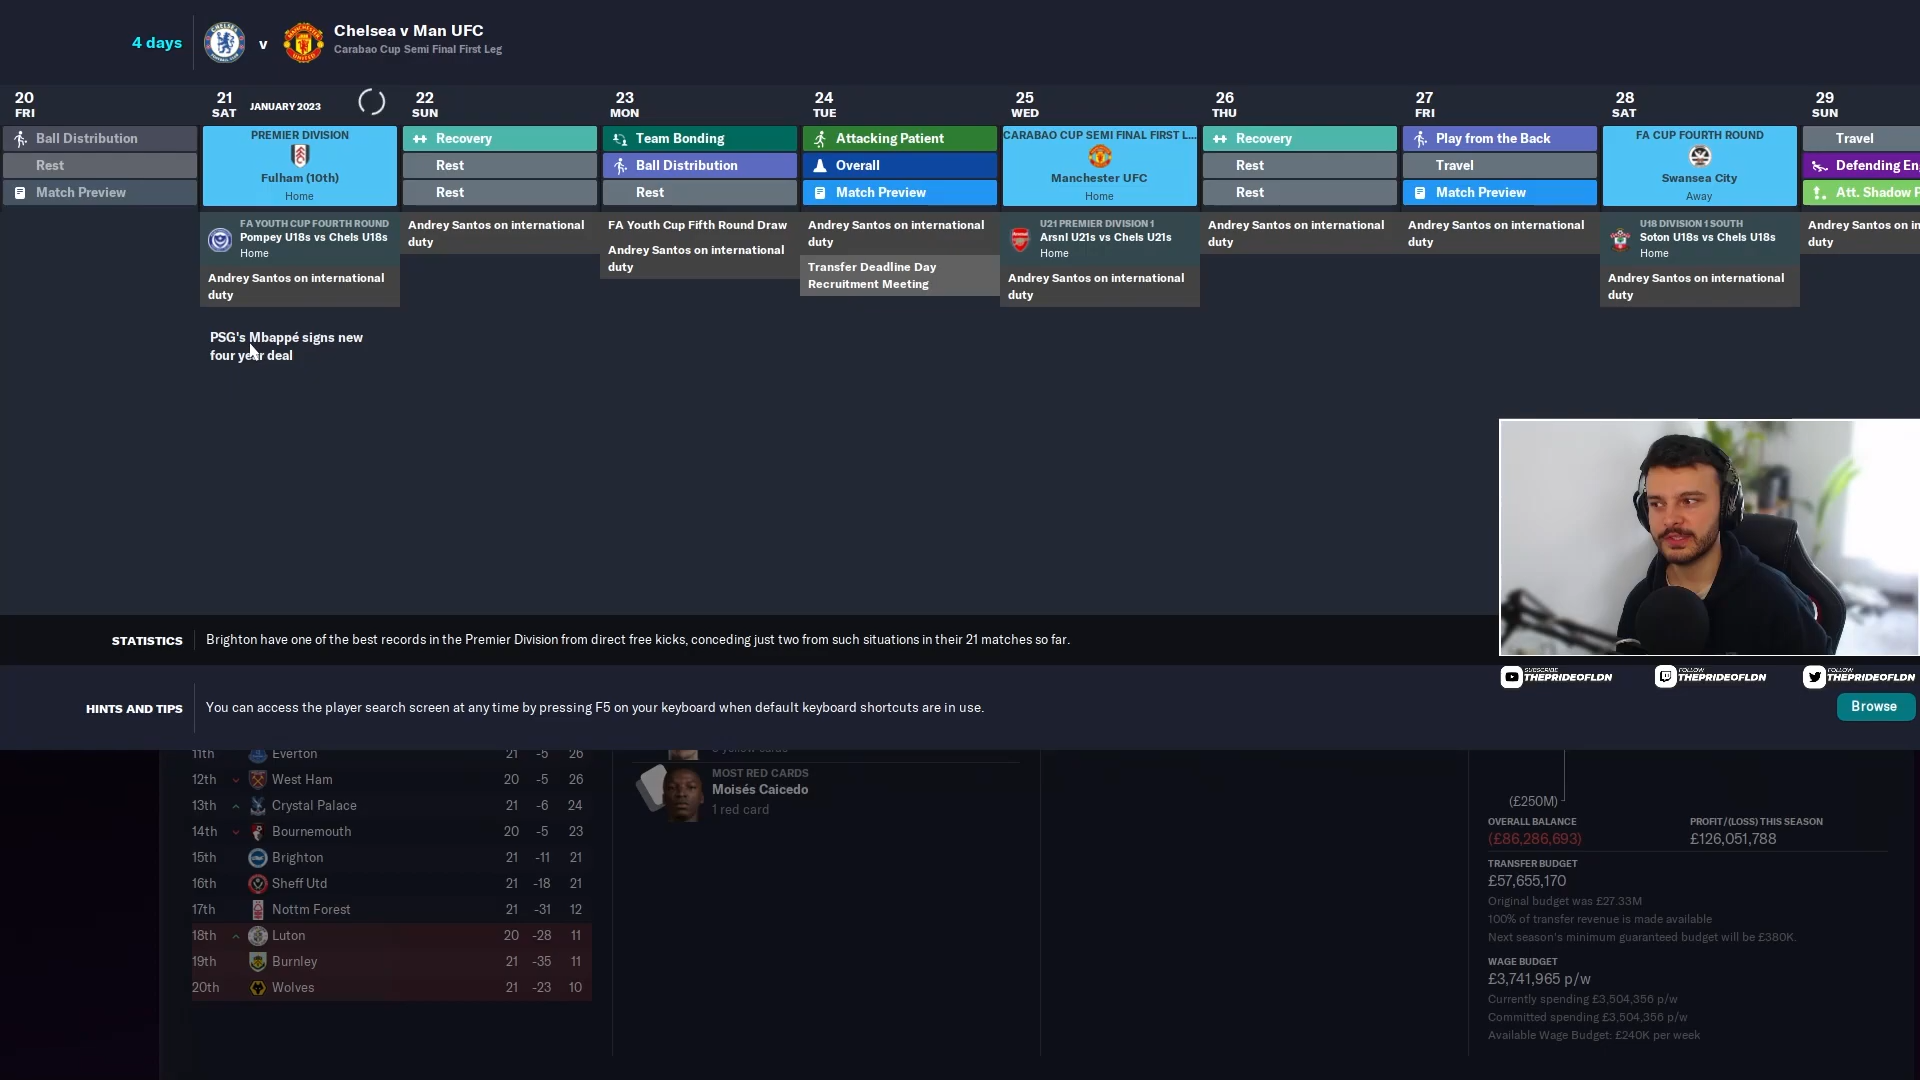 4 days
v
Chelsea v Man UFC
Carabao Cup Semi Final First Leg
20
FRI
21
SAT
JANUARY 2023
22
SUN
23
MON
24
TUE
25
WED
26
THU
27
FRI
28
SAT
29
SUN
Ball Distribution
Rest
Match Preview
PREMIER DIVISION
Fulham (10th)
Home
Recovery
Rest
Rest
Team Bonding
Ball Distribution
Rest
Attacking Patient
Overall
Match Preview
CARABAO CUP SEMI FINAL FIRST L...
Manchester UFC
Home
Recovery
Rest
Rest
Play from the Back
Travel
Match Preview
FA CUP FOURTH ROUND
Swansea City
Away
Travel
Defending
Att. Shadow
FA YOUTH CUP FOURTH ROUND
Pompey U18s vs Chels U18s
Home
Andrey Santos on international
duty
PSG's Mbappé signs new
four year deal
Andrey Santos on international
duty
FA Youth Cup Fifth Round Draw
Andrey Santos on international
duty
Andrey Santos on international
duty
Transfer Deadline Day
Recruitment Meeting
U21 PREMIER DIVISION 1
Arsnl U21s vs Chels U21s
Home
Andrey Santos on international
duty
Andrey Santos on international
duty
Andrey Santos on international
duty
U18 DIVISION 1 SOUTH
Soton U18s vs Chels U18s
Home
Andrey Santos on international
duty
Andrey Santos on
duty
STATISTICS
Brighton have one of the best records in the Premier Division from direct free kicks, conceding just two from such situations in their 21 matches so far.
SUBSCRIBE
THEPRIDEOFLDN
FOLLOW
THEPRIDEOFLDN
FOLLOW
THEPRIDEOFLDN
HINTS AND TIPS
You can access the player search screen at any time by pressing F5 on your keyboard when default keyboard shortcuts are in use.
Browse
11th Everton 21 -5 26
12th West Ham 20 -5 26
13th Crystal Palace 21 -6 24
14th Bournemouth 20 -5 23
15th Brighton 21 -11 21
16th Sheff Utd 21 -18 21
17th Nottm Forest 21 -31 12
18th Luton 20 -28 11
19th Burnley 21 -35 11
20th Wolves 21 -23 10
MOST RED CARDS
Moisés Caicedo
1 red card
(£250M)
OVERALL BALANCE
(£86,286,693)
PROFIT/(LOSS) THIS SEASON
£126,051,788
TRANSFER BUDGET
£57,655,170
Original budget was £27.33M
100% of transfer revenue is made available
Next season's minimum guaranteed budget will be £380K.
WAGE BUDGET
£3,741,965 p/w
Currently spending £3,504,356 p/w
Committed spending £3,504,356 p/w
Available Wage Budget: £240K per week